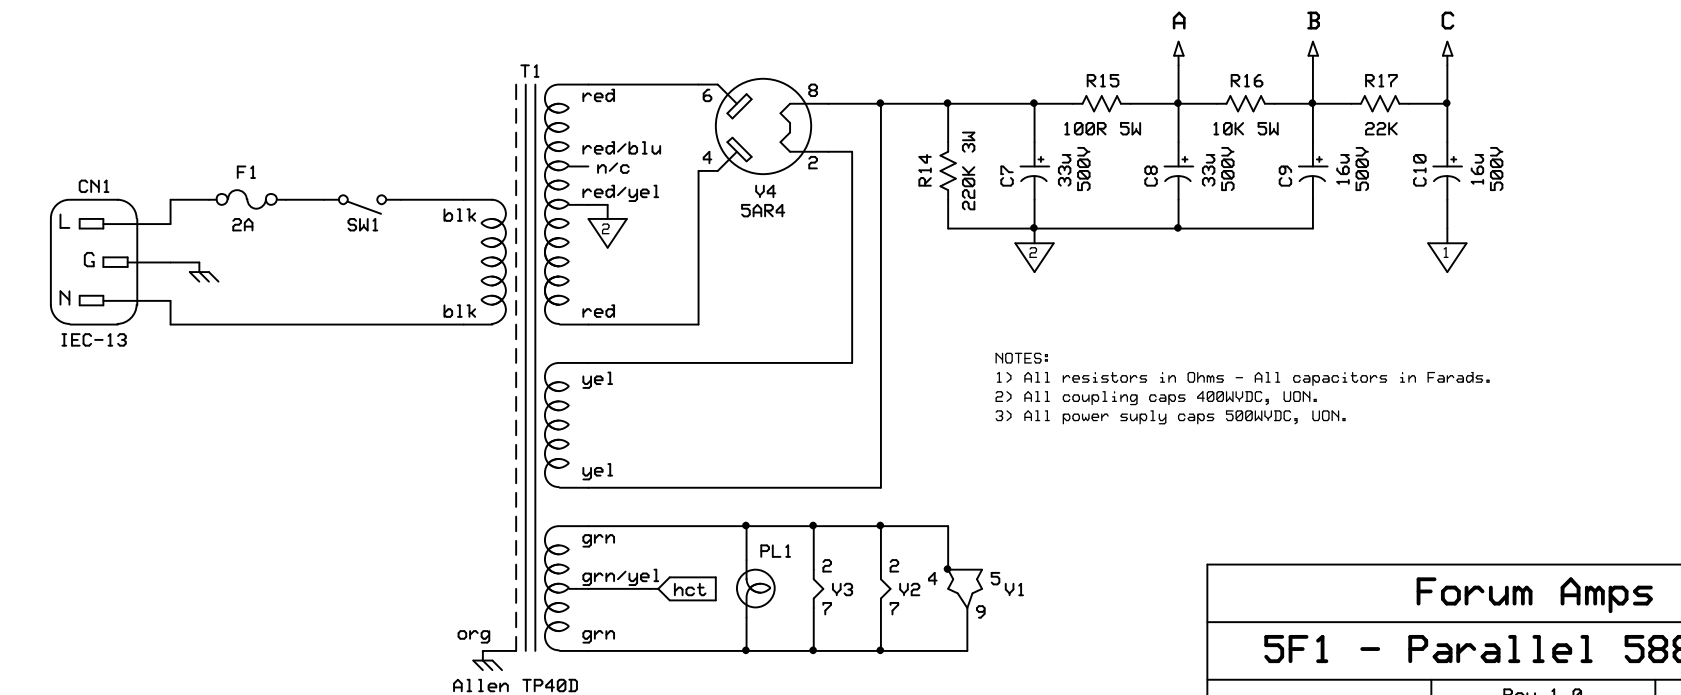 A
B
C
T1
6
8
red
R15
R16
R17
100R 5W
10K 5W
22K
red/blu
n/c
4
2
R14
220K 3W
C7
33u
500V
C8
33u
500V
C9
16u
500V
C10
16u
500V
red/yel
V4
5AR4
2
F1
2A
SW1
CN1
L
G
N
IEC-13
blk
blk
red
2
1
NOTES:
1) All resistors in Ohms - All capacitors in Farads.
2) All coupling caps 400WVDC, UON.
3) All power suply caps 500WVDC, UON.
yel
yel
grn
grn/yel
hct
PL1
2
V3
7
2
V2
7
4
5
V1
9
grn
org
Allen TP40D
Forum Amps
5F1 - Parallel 588